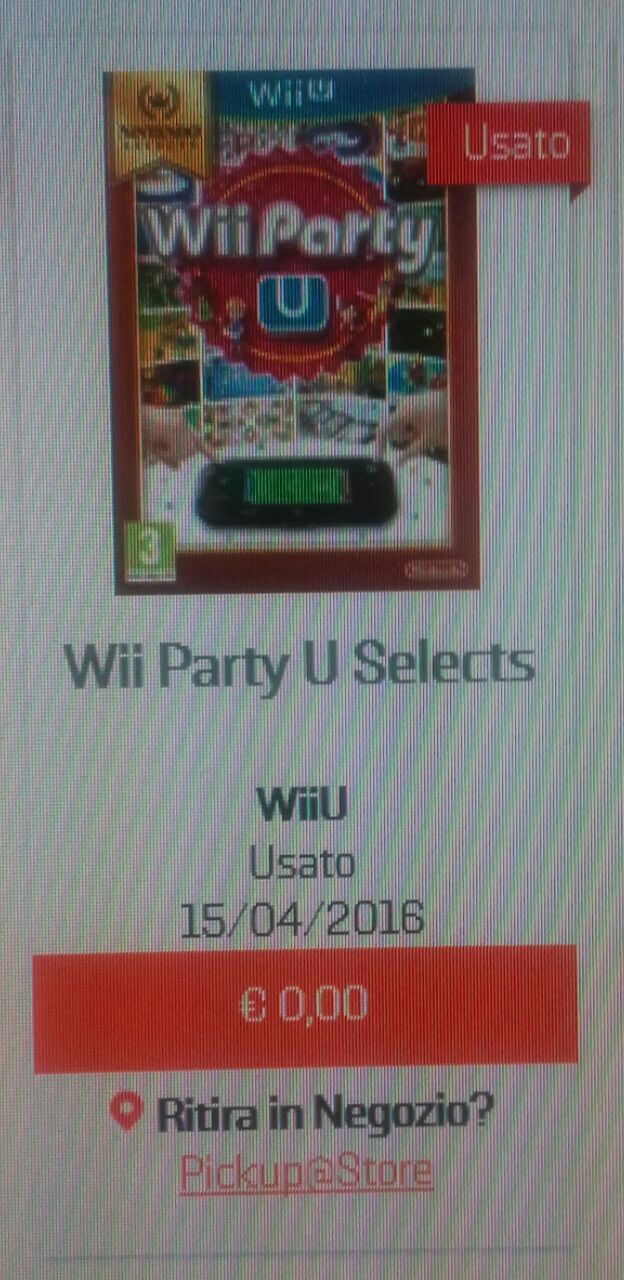 Wii U
Usato
Wii Party
U
3
Wii Party U Selects
WiiU
Usato
15/04/2016
€ 0,00
Ritira in Negozio?
Pickup@Store